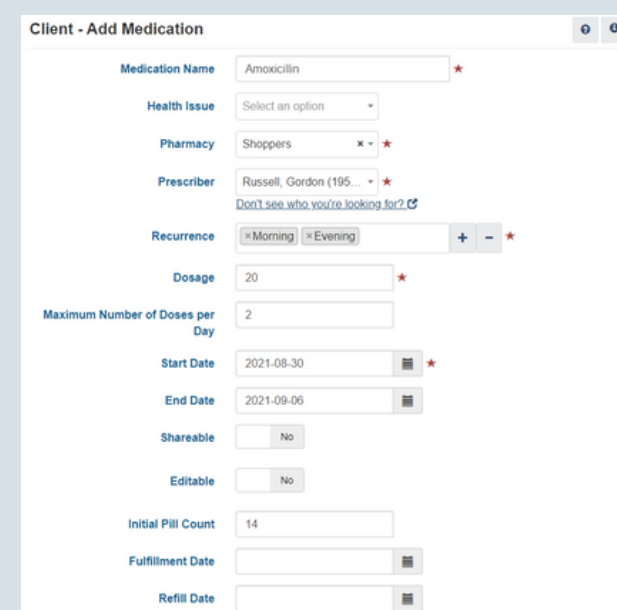 Client - Add Medication
Medication Name Amoxicillin ★
Health Issue Select an option
Pharmacy Shoppers × ★
Prescriber Russell, Gordon (195... ★
Don't see who you're looking for?
Recurrence ×Morning ×Evening + − ★
Dosage 20 ★
Maximum Number of Doses per
Day 2
Start Date 2021-08-30 ★
End Date 2021-09-06
Shareable No
Editable No
Initial Pill Count 14
Fulfillment Date
Refill Date